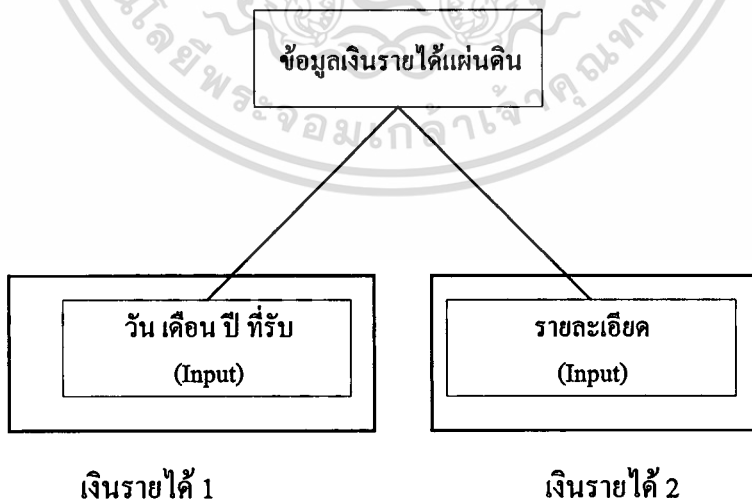 ข้อมูลเงินรายได้แผ่นดิน
วัน เดือน ปี ที่รับ
(Input)
รายละเอียด
(Input)
เงินรายได้ 1
เงินรายได้ 2